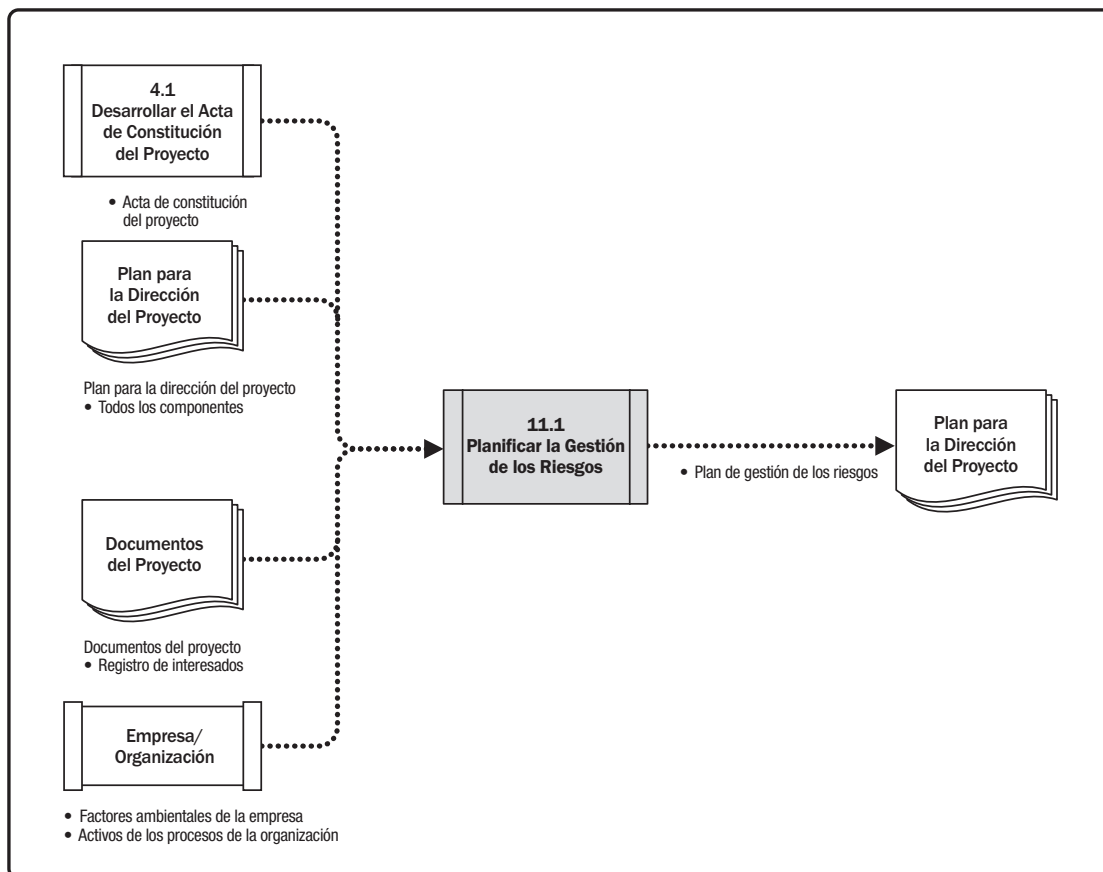 4.1
Desarrollar el Acta
de Constitución
del Proyecto
• Acta de constitución
del proyecto
Plan para
la Dirección
del Proyecto
Plan para la dirección del proyecto
• Todos los componentes
Documentos
del Proyecto
Documentos del proyecto
• Registro de interesados
Empresa/
Organización
• Factores ambientales de la empresa
• Activos de los procesos de la organización
11.1
Planificar la Gestión
de los Riesgos
• Plan de gestión de los riesgos
Plan para
la Dirección
del Proyecto